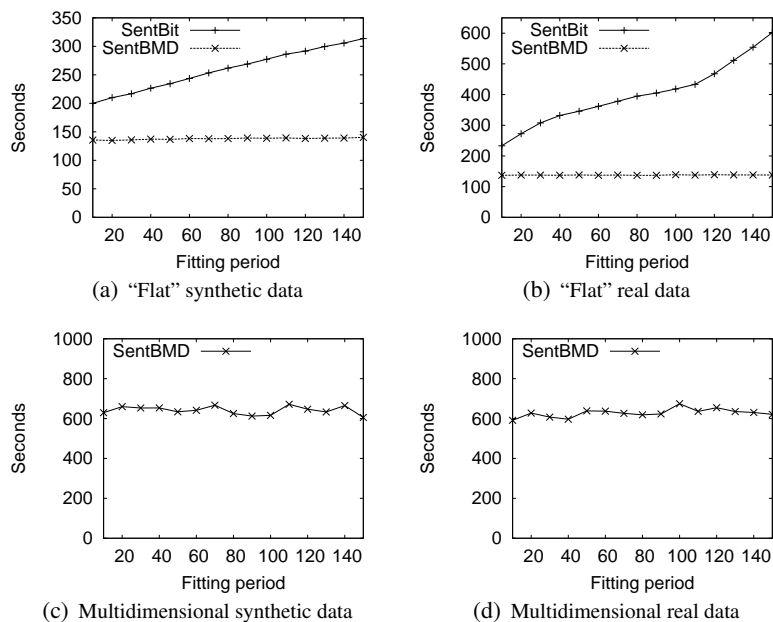 350
300
250
200
150
100
50
0
Seconds
SentBit
SentBMD
20 40 60 80 100 120 140
Fitting period
(a) “Flat” synthetic data
600
500
400
300
200
100
0
Seconds
SentBit
SentBMD
20 40 60 80 100 120 140
Fitting period
(b) “Flat” real data
1000
800
600
400
200
0
Seconds
SentBMD
20 40 60 80 100 120 140
Fitting period
(c) Multidimensional synthetic data
1000
800
600
400
200
0
Seconds
SentBMD
20 40 60 80 100 120 140
Fitting period
(d) Multidimensional real data